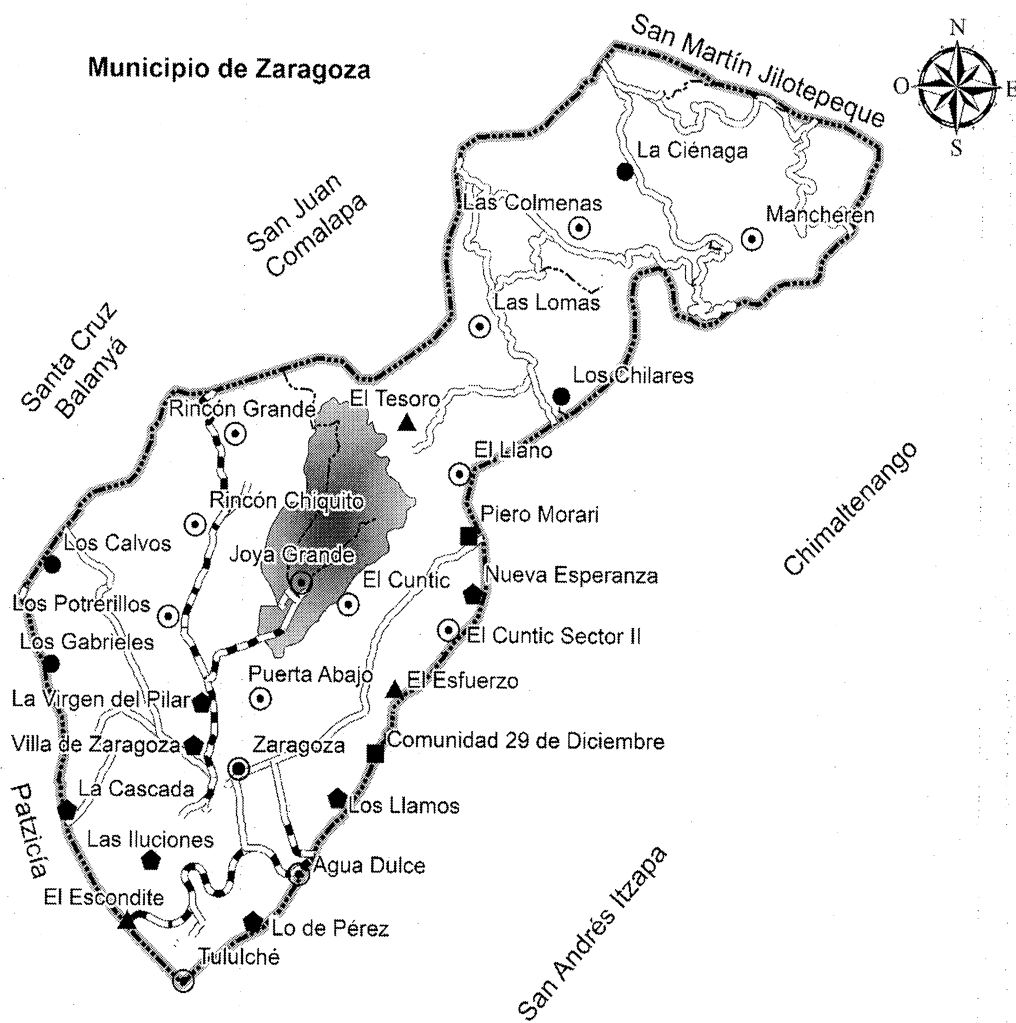 Municipio de Zaragoza
N
O
E
S
San Martín Jilotepeque
La Ciénaga
San Juan
Comalapa
Las Colmenas
Mancheren
Santa Cruz
Balanyá
Las Lomas
Los Chilares
Rincón Grande
El Tesoro
El Llano
Chimaltenango
Rincón Chiquito
Piero Morari
Los Calvos
Joya Grande
El Cuntic
Nueva Esperanza
Los Potrerillos
El Cuntic Sector II
Los Gabrieles
Puerta Abajo
El Esfuerzo
La Virgen del Pilar
Villa de Zaragoza
Zaragoza
Comunidad 29 de Diciembre
La Cascada
Los Llamos
Patzicía
Las Iluciones
Agua Dulce
El Escondite
Lo de Pérez
San Andrés Itzapa
Tululché